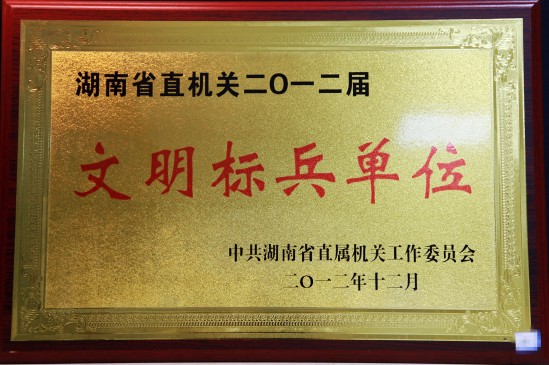 湖南省直机关二〇一二届
文明标兵单位
中共湖南省直属机关工作委员会
二〇一二年十二月